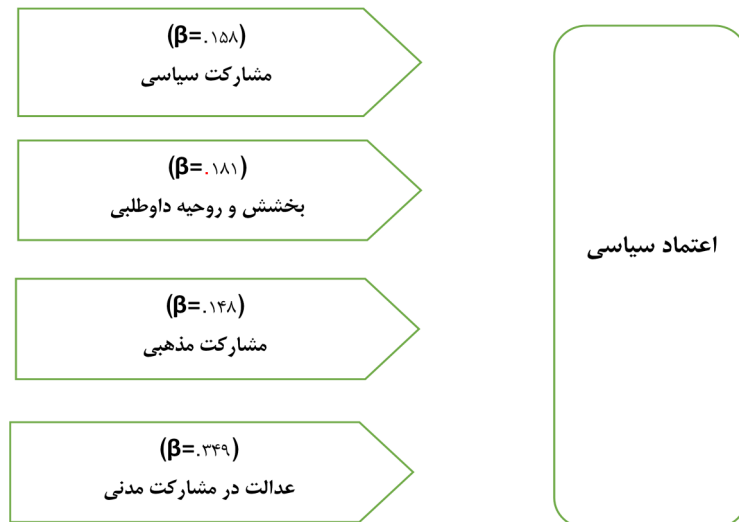 (β=.۱۵۸)
مشارکت سیاسی
(β=.۱۸۱)
بخشش و روحیه داوطلبی
(β=.۱۴۸)
مشارکت مذهبی
(β=.۳۴۹)
عدالت در مشارکت مدنی
اعتماد سیاسی